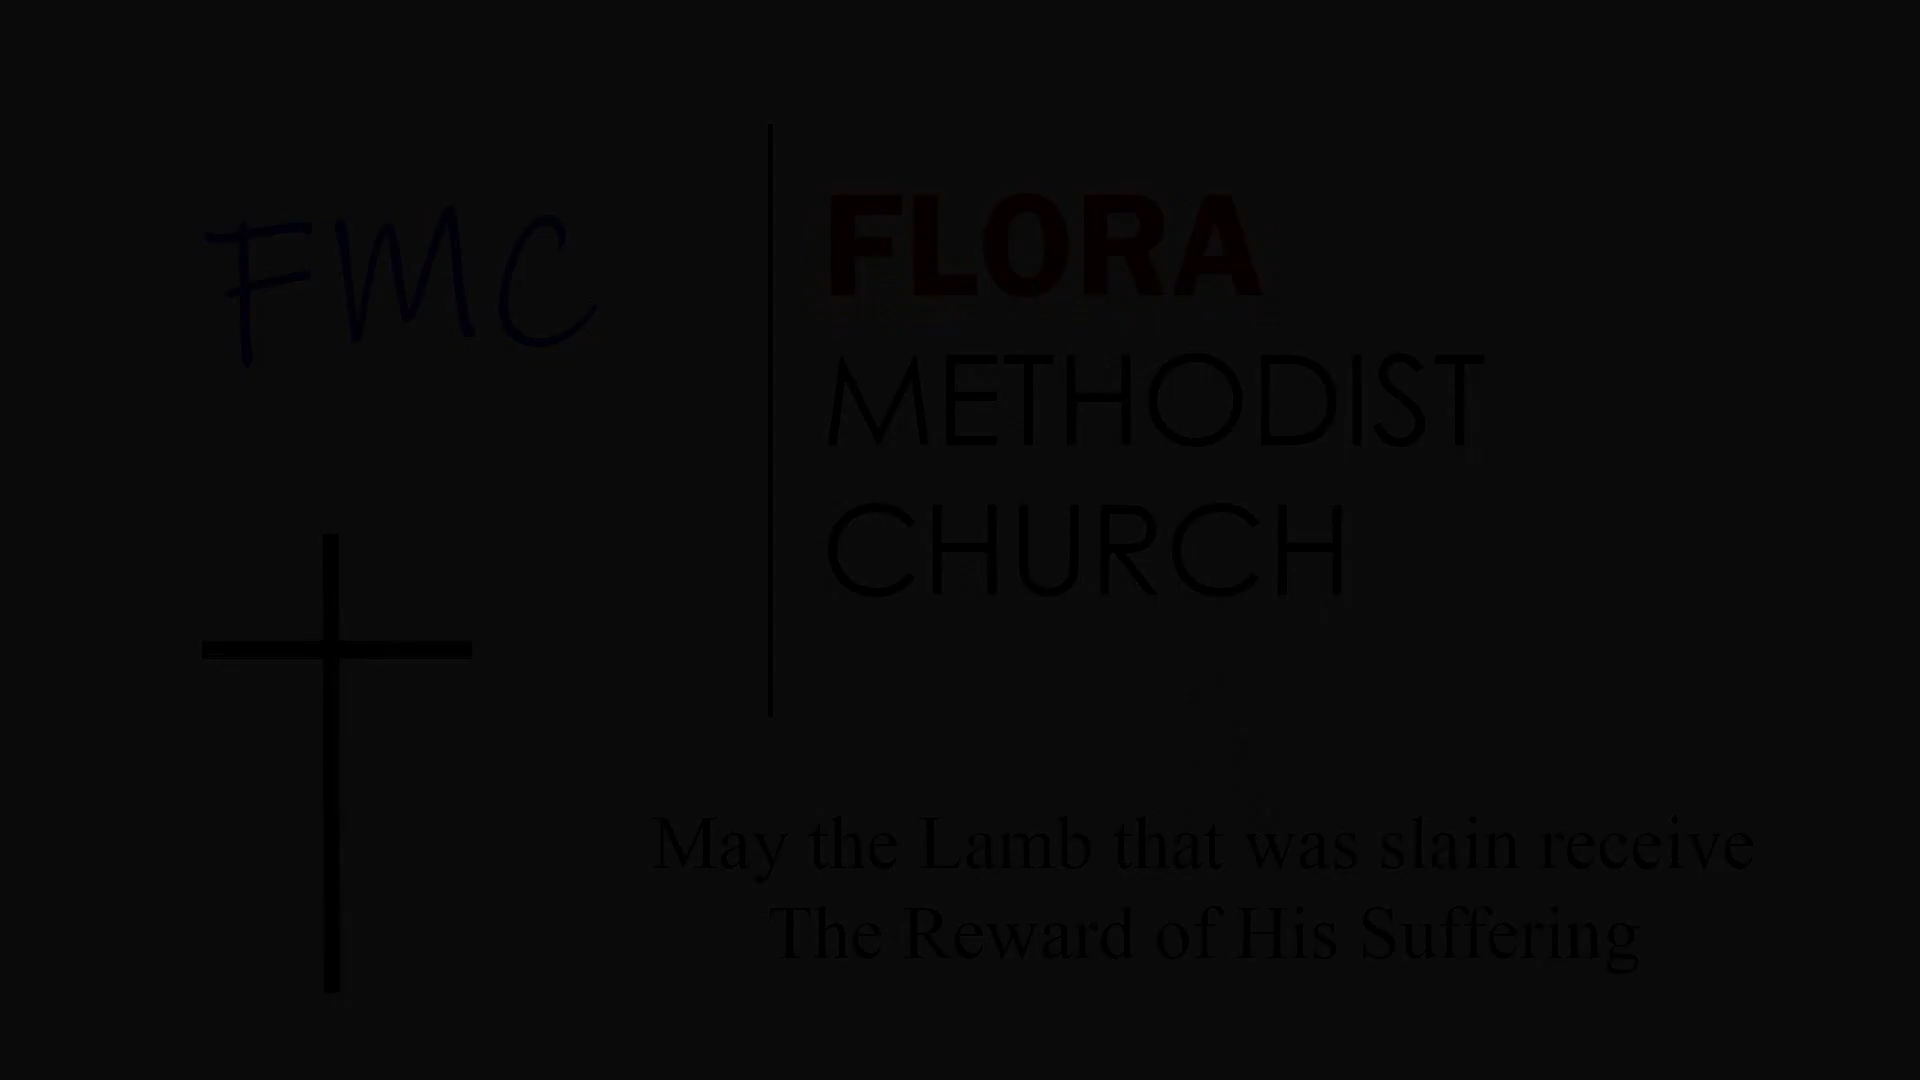 FMC
FLORA
METHODIST
CHURCH
May the Lamb that was slain receive
The Reward of His Suffering